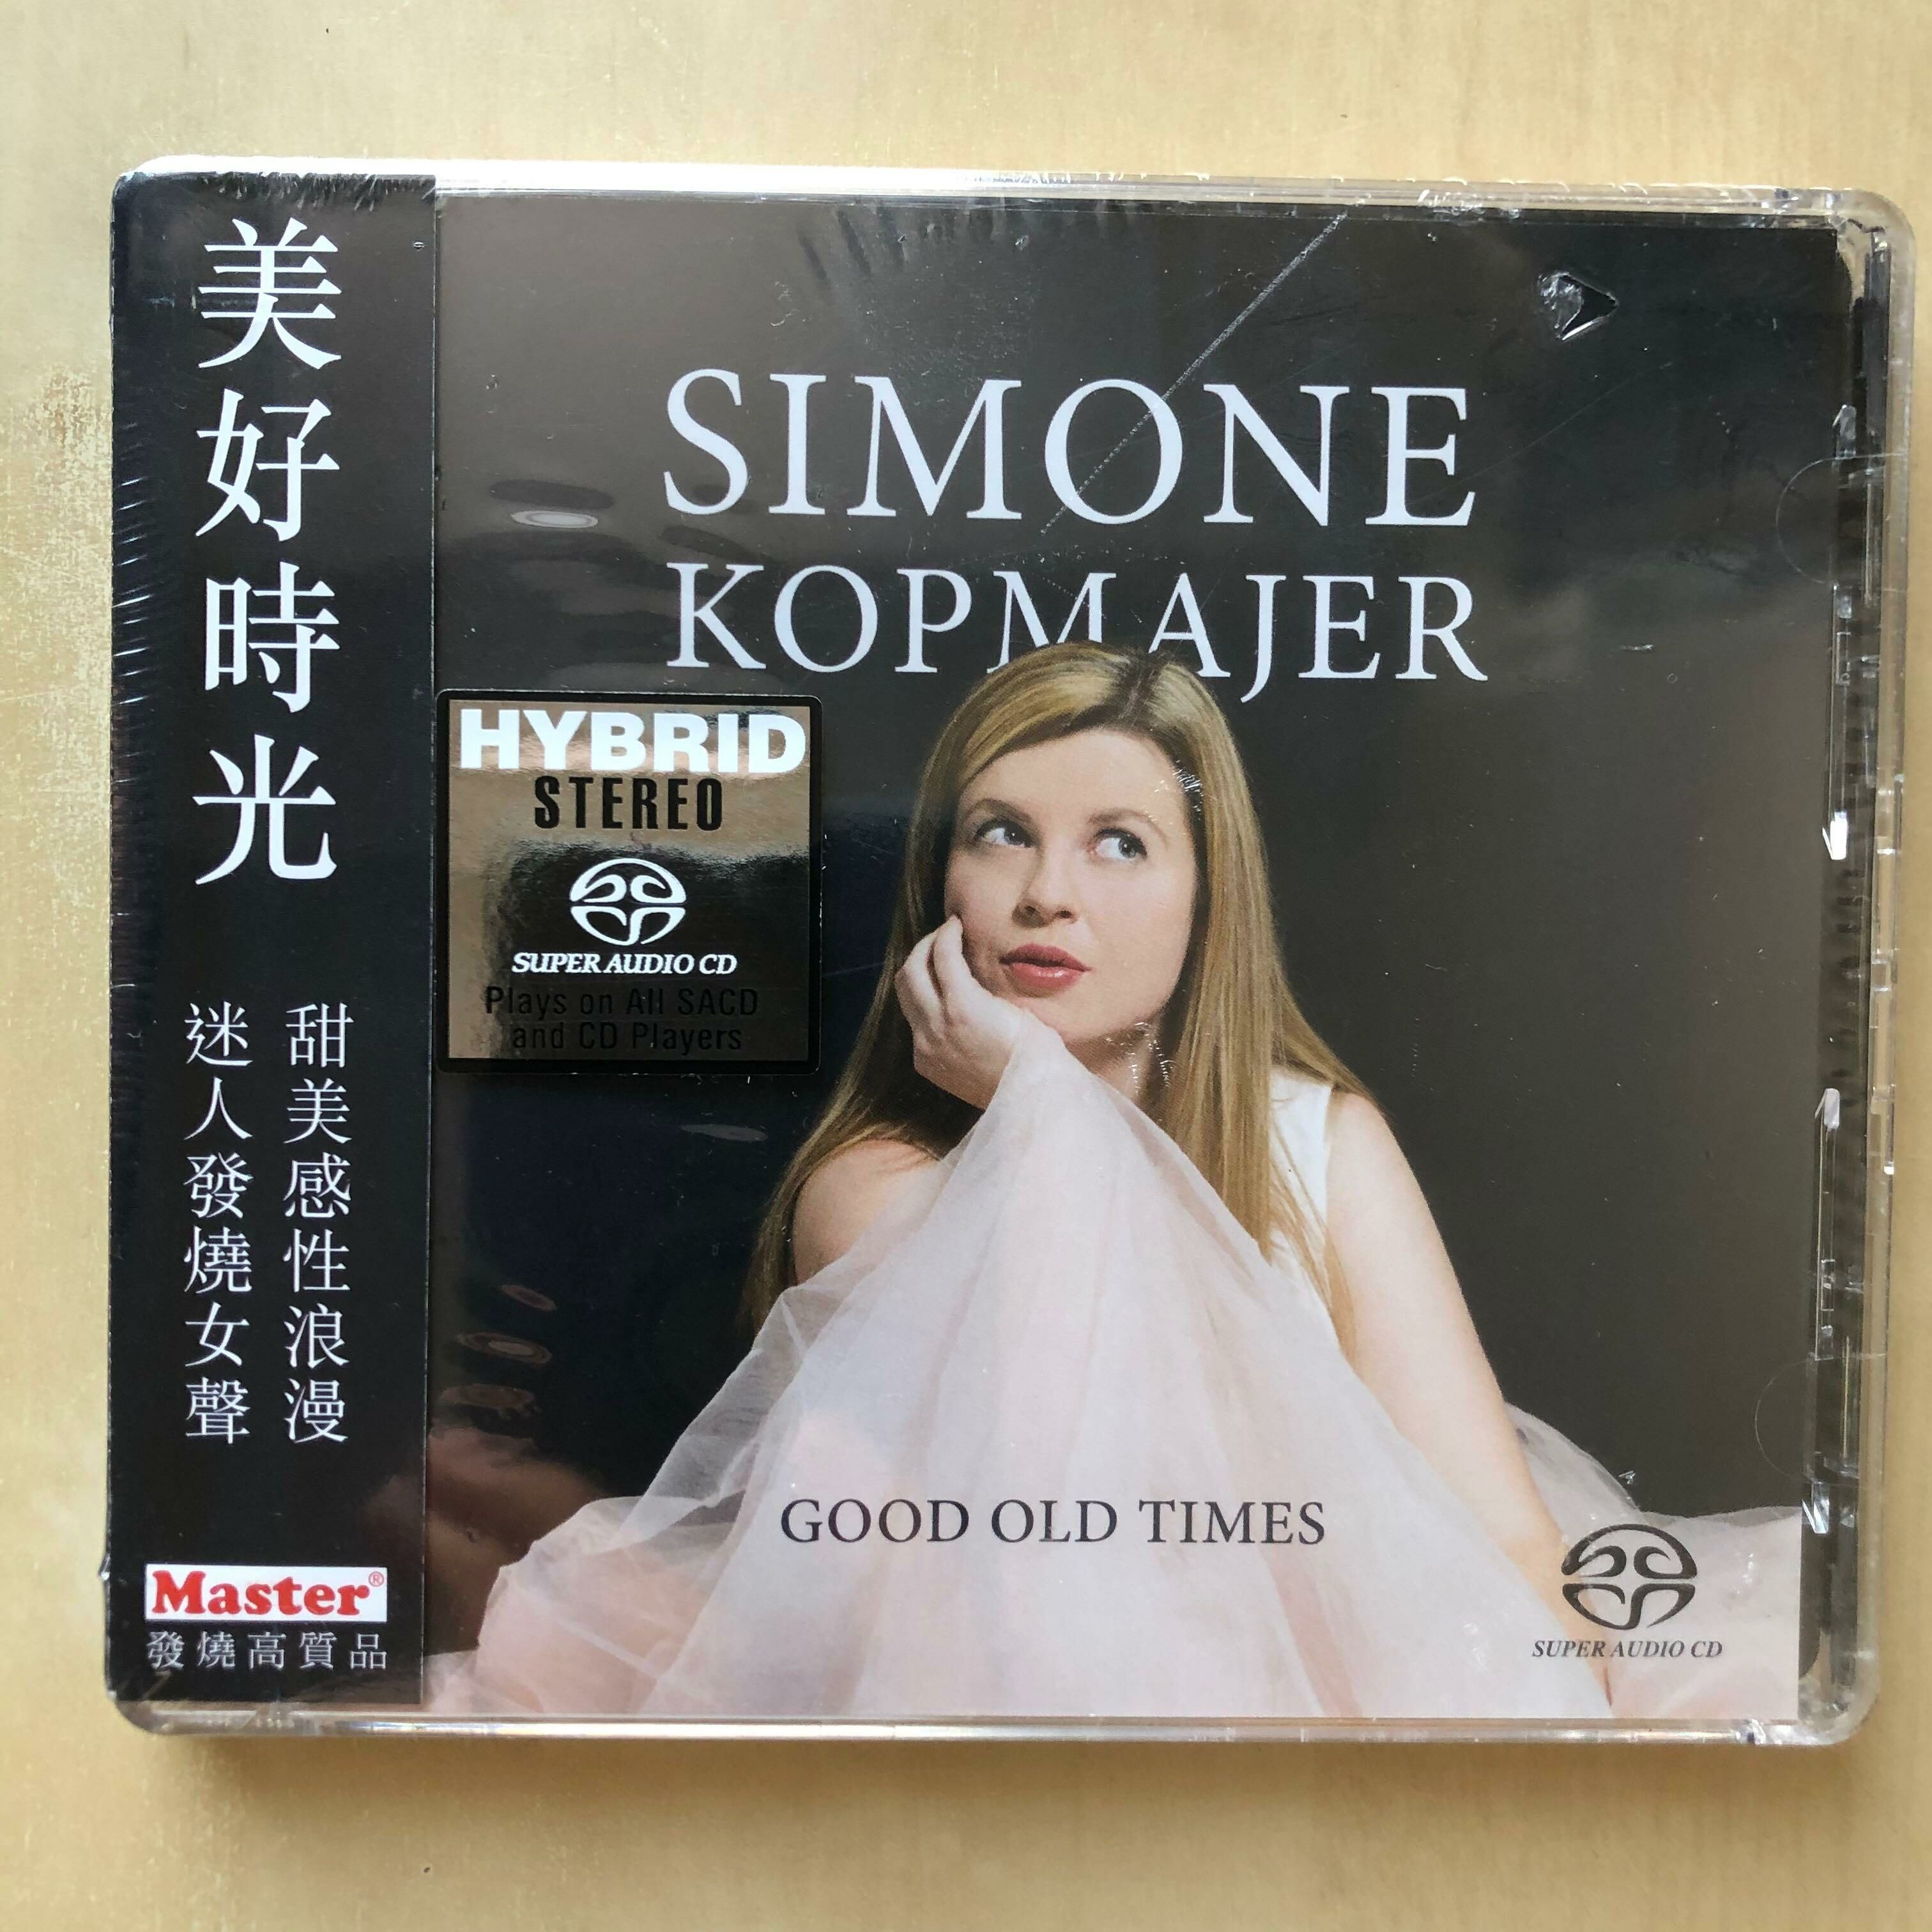 美好時光
甜美感性浪漫
迷人發燒女聲
Master®
發燒高質品
SIMONE
KOPMAJER
HYBRID
STEREO
SUPER AUDIO CD
Plays on All SACD
and CD Players
GOOD OLD TIMES
SUPER AUDIO CD